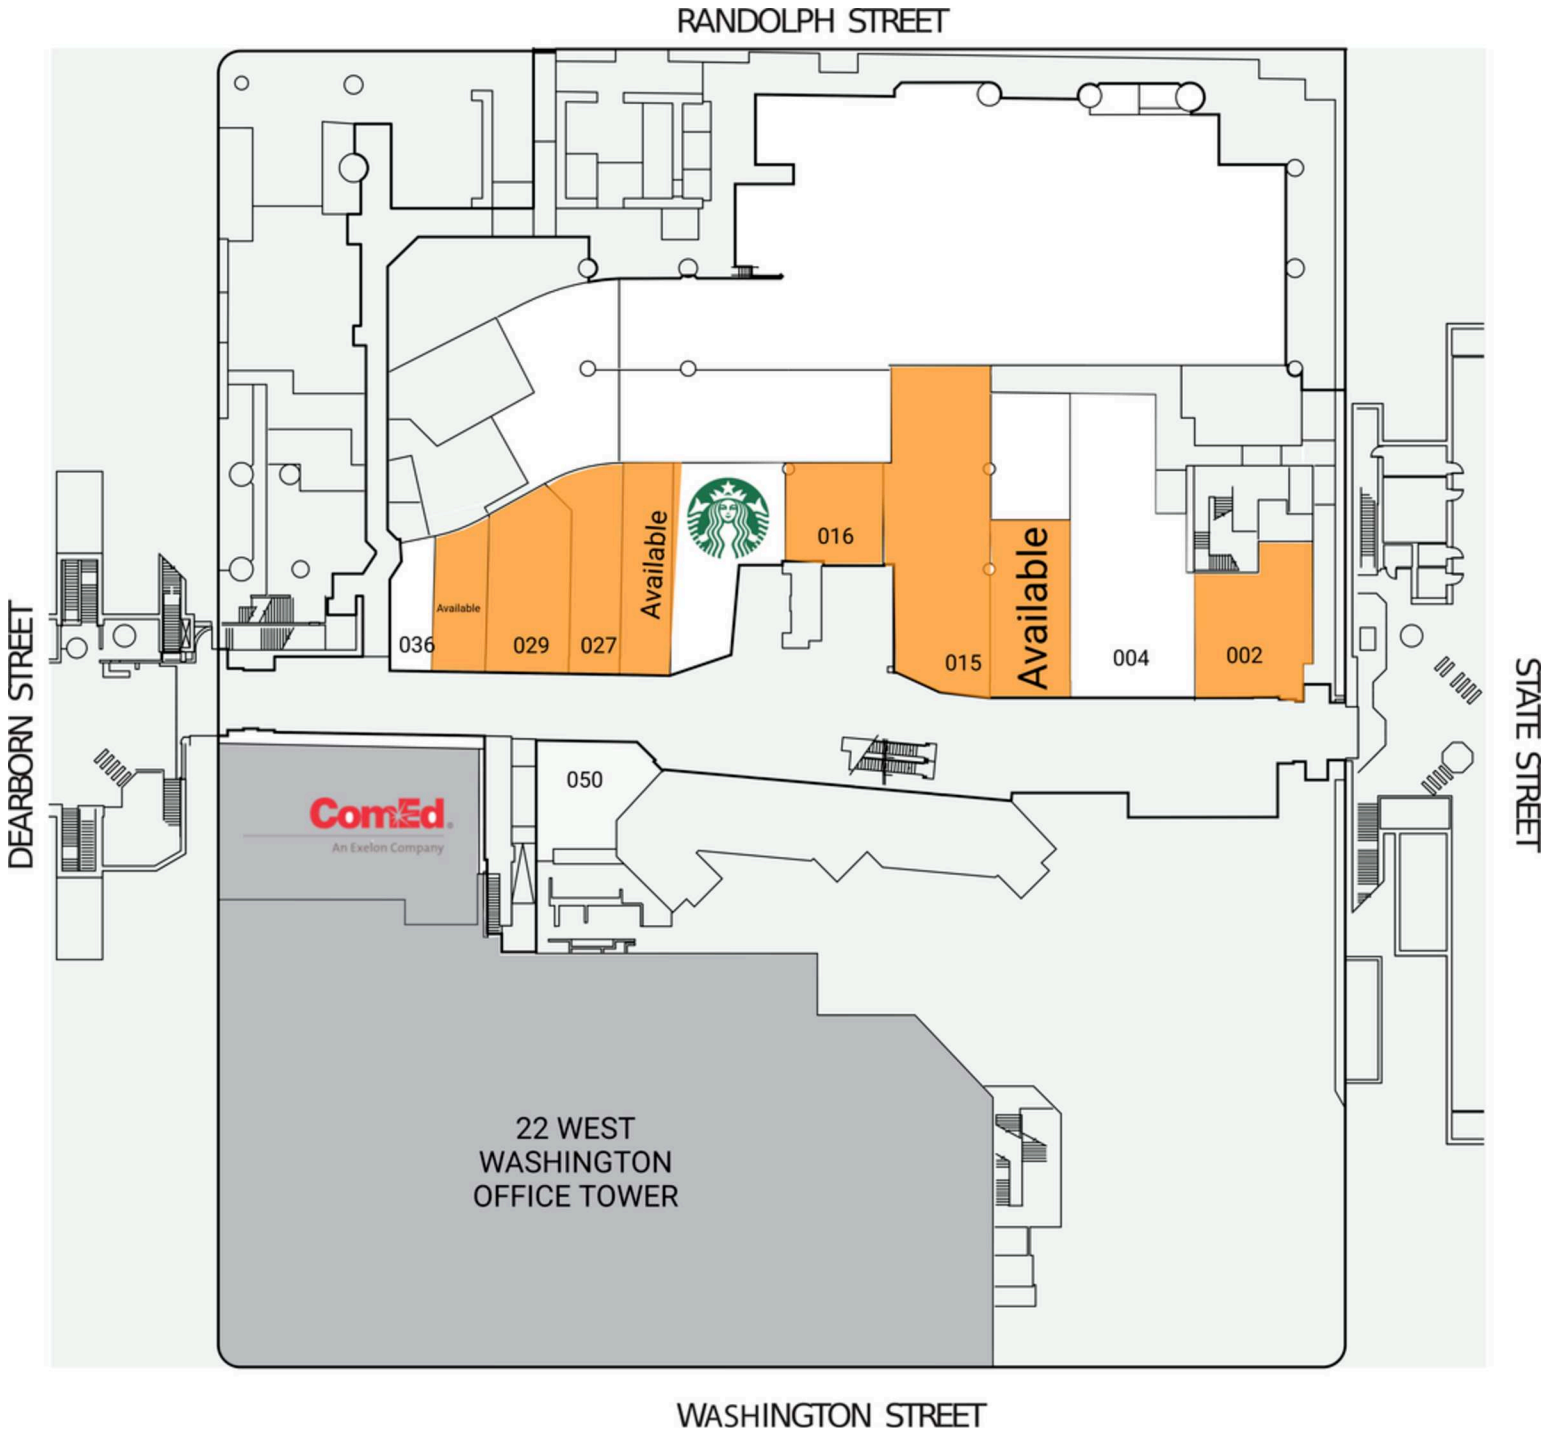 RANDOLPH STREET
Available
016
Available
Available
036
029
027
015
004
002
DEARBORN STREET
STATE STREET
050
ComEd®
An Exelon Company
22 WEST
WASHINGTON
OFFICE TOWER
WASHINGTON STREET